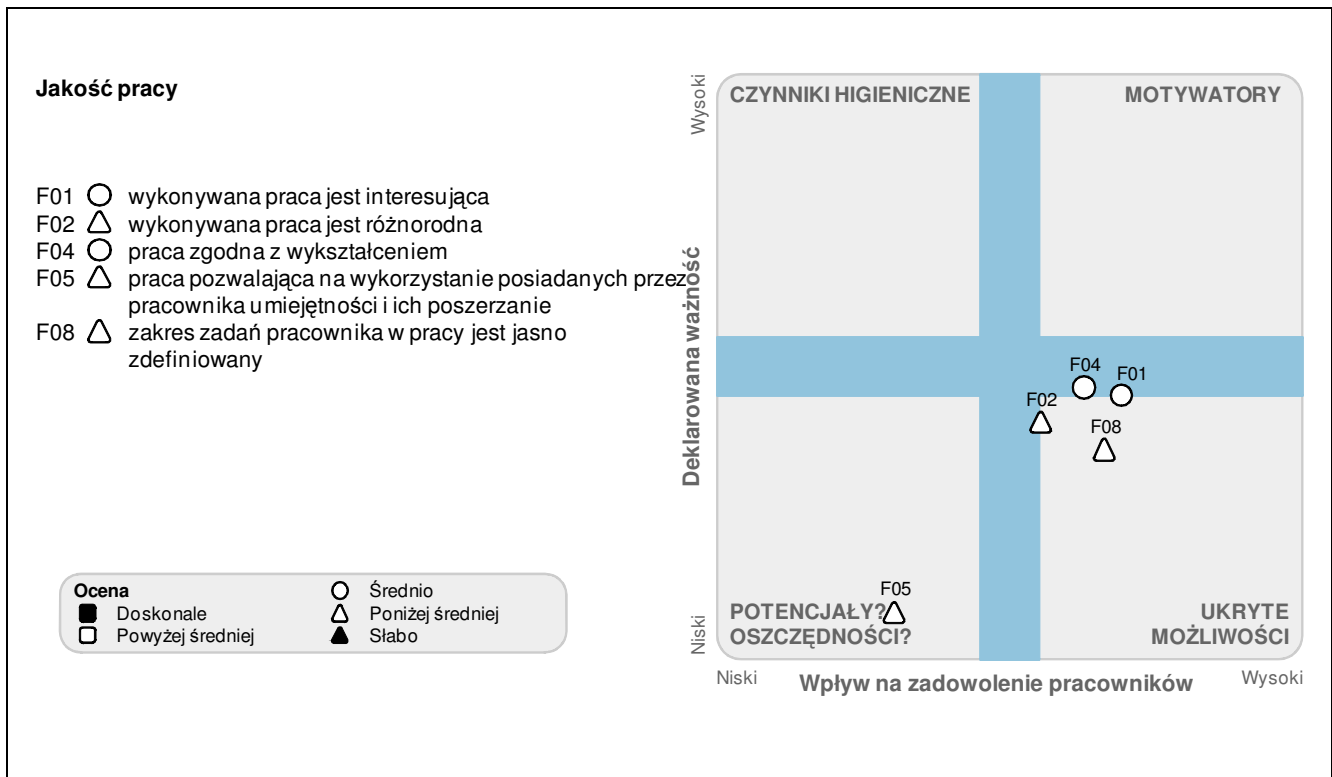 Jakość pracy
F01 wykonywana praca jest interesująca
F02 wykonywana praca jest różnorodna
F04 praca zgodna z wykształceniem
F05 praca pozwalająca na wykorzystanie posiadanych przez
pracownika umiejętności i ich poszerzanie
F08 zakres zadań pracownika w pracy jest jasno
zdefiniowany
Ocena
Doskonale
Powyżej średniej
Średnio
Poniżej średniej
Słabo
Wysoki
Deklarowana ważność
Niski
CZYNNIKI HIGIENICZNE
MOTYWATORY
F04
F01
F02
F08
F05
POTENCJAŁY?
OSZCZĘDNOŚCI?
UKRYTE
MOŻLIWOŚCI
Niski
Wpływ na zadowolenie pracowników
Wysoki